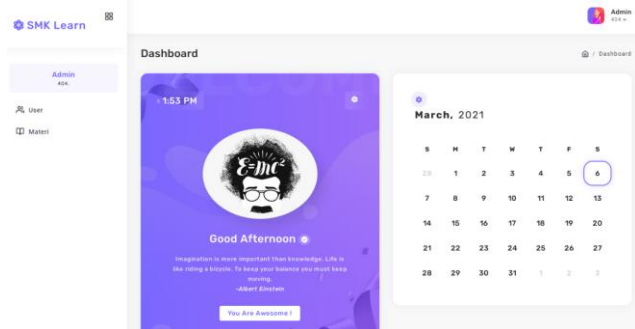 SMK Learn
Admin
404
Dashboard
/ Dashboard
Admin
404.
User
Materi
1:53 PM
E=mc²
Good Afternoon
Imagination is more important than knowledge. Life is
like riding a bicycle. To keep your balance you must keep
moving.
-Albert Einstein
You Are Awesome !
March, 2021
S M T W T F S
28 1 2 3 4 5 6
7 8 9 10 11 12 13
14 15 16 17 18 19 20
21 22 23 24 25 26 27
28 29 30 31 1 2 3